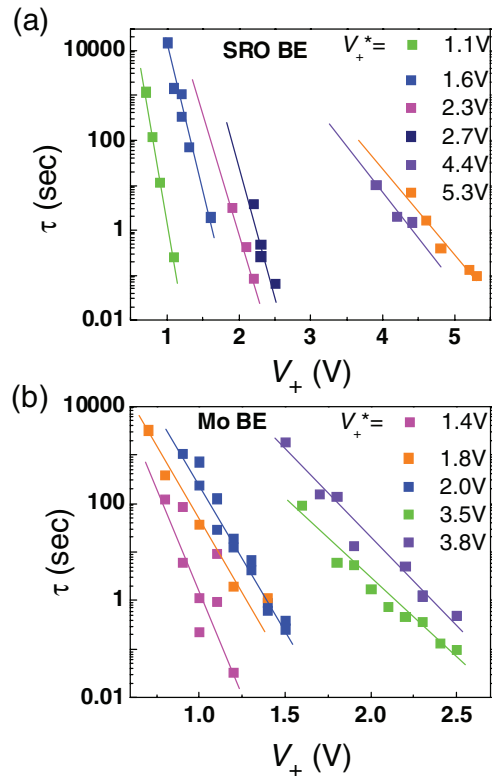 (a)
SRO BE
V₊*=
1.1V
1.6V
2.3V
2.7V
4.4V
5.3V
10000
100
1
0.01
τ (sec)
1 2 3 4 5
V₊ (V)
(b)
Mo BE
V₊*=
1.4V
1.8V
2.0V
3.5V
3.8V
10000
100
1
0.01
τ (sec)
1.0 1.5 2.0 2.5
V₊ (V)